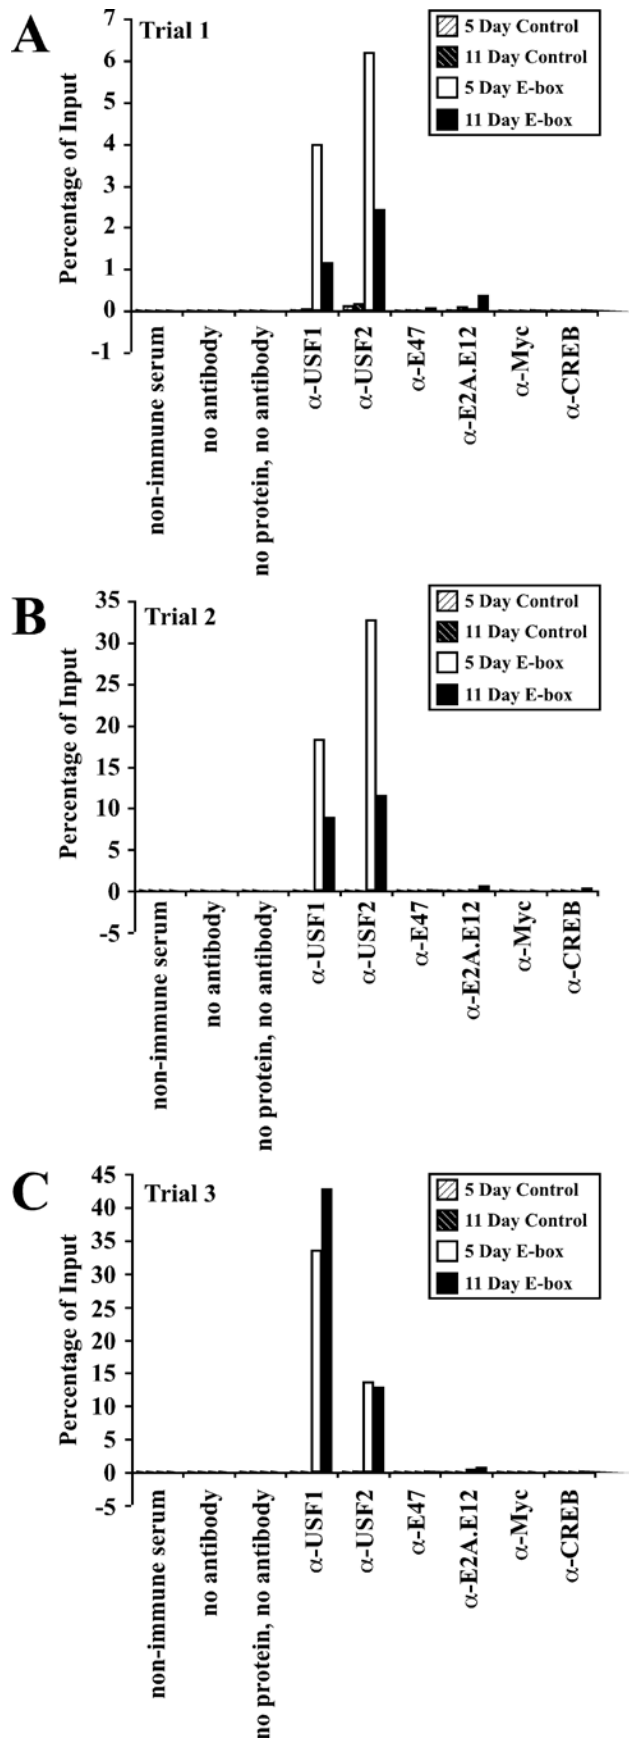 A
Trial 1
5 Day Control
11 Day Control
5 Day E-box
11 Day E-box
Percentage of Input
7
6
5
4
3
2
1
0
-1
non-immune serum
no antibody
no protein, no antibody
α-USF1
α-USF2
α-E47
α-E2A.E12
α-Myc
α-CREB
B
Trial 2
5 Day Control
11 Day Control
5 Day E-box
11 Day E-box
Percentage of Input
35
30
25
20
15
10
5
0
-5
non-immune serum
no antibody
no protein, no antibody
α-USF1
α-USF2
α-E47
α-E2A.E12
α-Myc
α-CREB
C
Trial 3
5 Day Control
11 Day Control
5 Day E-box
11 Day E-box
Percentage of Input
45
40
35
30
25
20
15
10
5
0
-5
non-immune serum
no antibody
no protein, no antibody
α-USF1
α-USF2
α-E47
α-E2A.E12
α-Myc
α-CREB